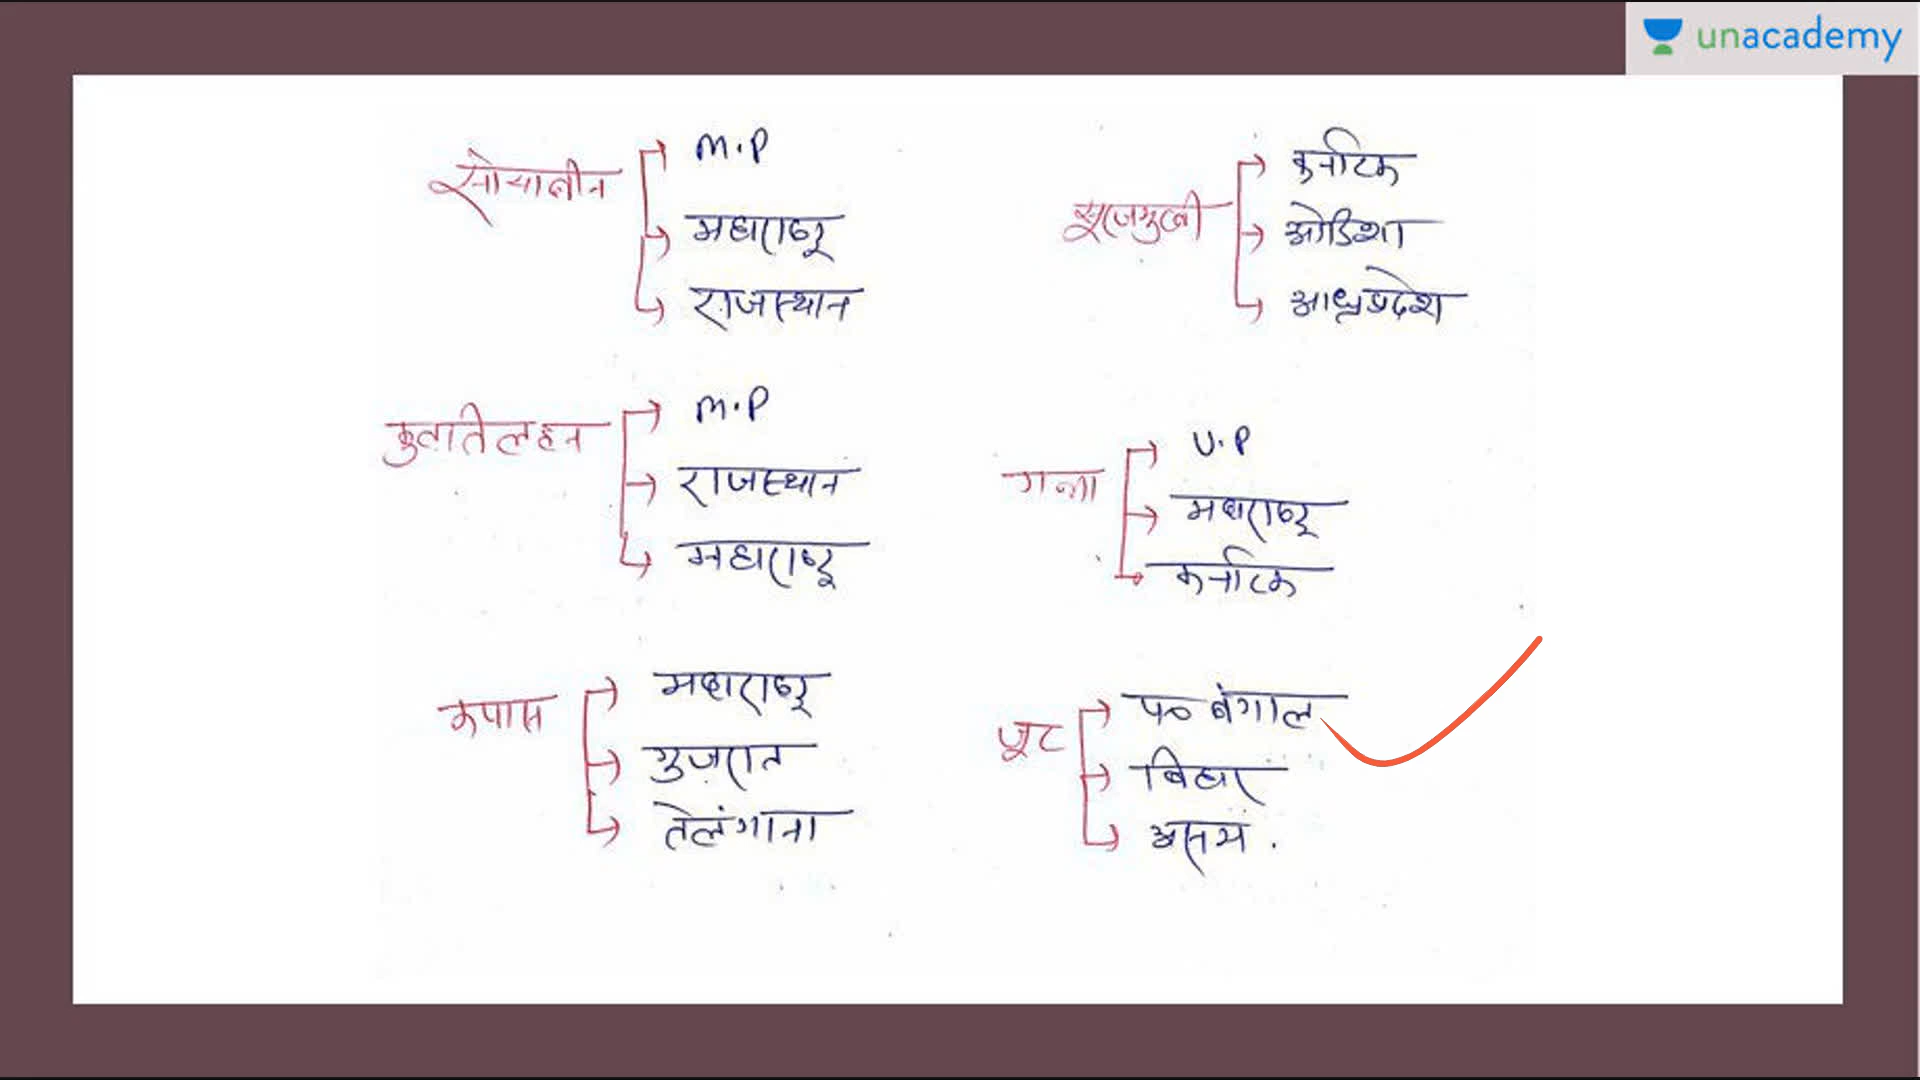 unacademy
सोयाबीन
M.P
महाराष्ट्र
राजस्थान
सूरजमुखी
कर्नाटक
ओडिशा
आंध्रप्रदेश
कुल तिलहन
M.P
राजस्थान
महाराष्ट्र
गन्ना
U.P
महाराष्ट्र
कर्नाटक
कपास
महाराष्ट्र
गुजरात
तेलंगाना
जूट
प० बंगाल
बिहार
असम